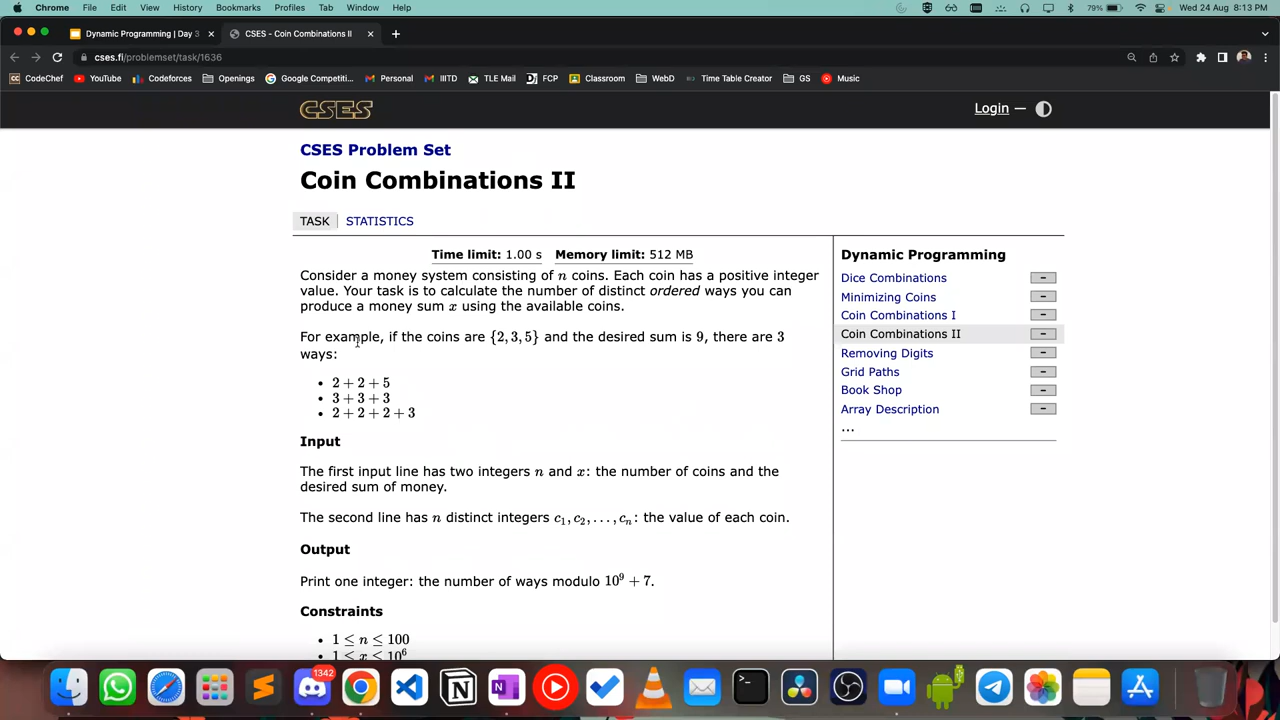 Chrome File Edit View History Bookmarks Profiles Tab Window Help 79% Wed 24 Aug 8:13 PM
Dynamic Programming | Day 3 CSES - Coin Combinations II
cses.fi/problemset/task/1636
CodeChef YouTube Codeforces Openings Google Competiti... Personal IIITD TLE Mail FCP Classroom WebD Time Table Creator GS Music
CSES
Login —
CSES Problem Set
Coin Combinations II
TASK STATISTICS
Time limit: 1.00 s Memory limit: 512 MB
Consider a money system consisting of n coins. Each coin has a positive integer
value. Your task is to calculate the number of distinct ordered ways you can
produce a money sum x using the available coins.
For example, if the coins are {2, 3, 5} and the desired sum is 9, there are 3
ways:
• 2 + 2 + 5
• 3 + 3 + 3
• 2 + 2 + 2 + 3
Input
The first input line has two integers n and x: the number of coins and the
desired sum of money.
The second line has n distinct integers c₁, c₂, . . . , cₙ: the value of each coin.
Output
Print one integer: the number of ways modulo 10⁹ + 7.
Constraints
• 1 ≤ n ≤ 100
• 1 ≤ x ≤ 10⁶
Dynamic Programming
Dice Combinations –
Minimizing Coins –
Coin Combinations I –
Coin Combinations II –
Removing Digits –
Grid Paths –
Book Shop –
Array Description –
...
1342